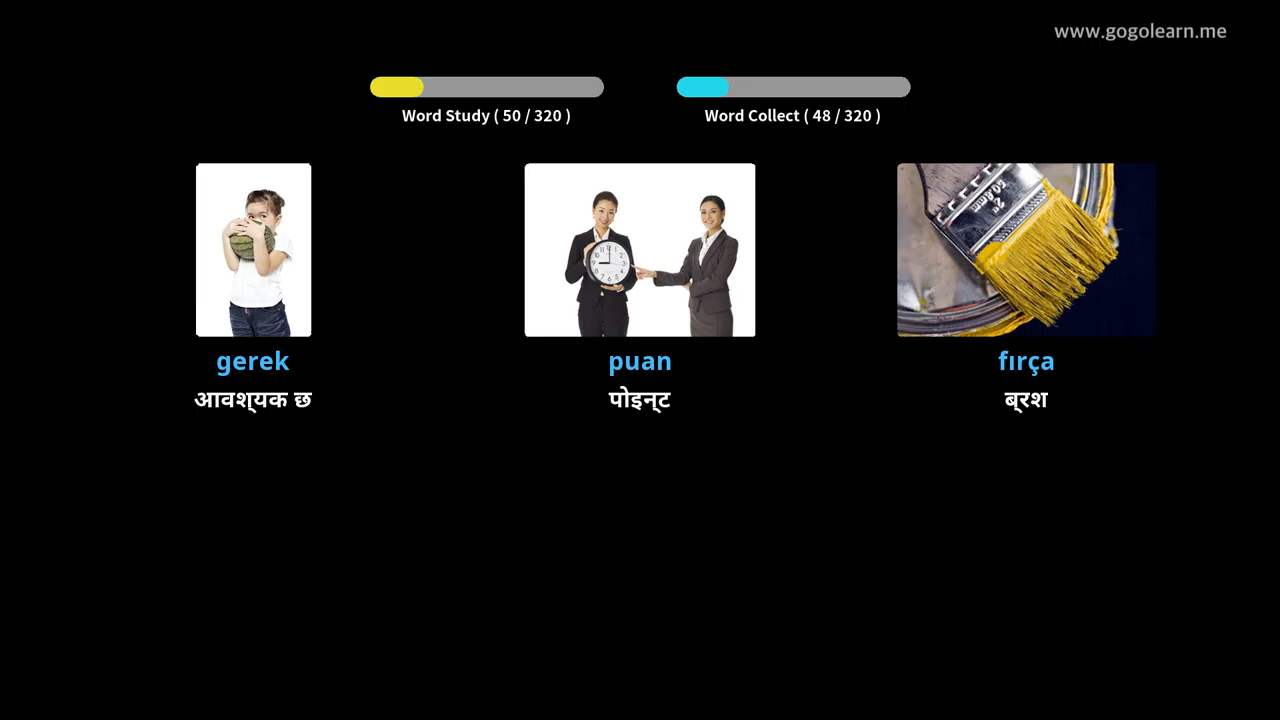 www.gogolearn.me
Word Study ( 50 / 320 )
Word Collect ( 48 / 320 )
gerek
puan
fırça
आवश्यक छ
पोइन्ट
ब्रश